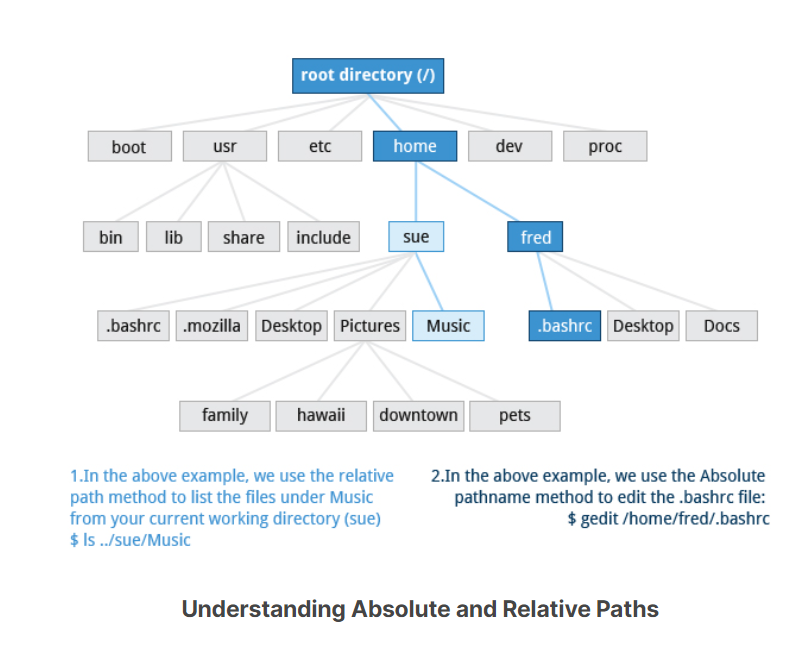 root directory (/)
boot usr etc home dev proc
bin lib share include sue fred
.bashrc .mozilla Desktop Pictures Music .bashrc Desktop Docs
family hawaii downtown pets
1.In the above example, we use the relative
path method to list the files under Music
from your current working directory (sue)
$ ls ../sue/Music
2.In the above example, we use the Absolute
pathname method to edit the .bashrc file:
$ gedit /home/fred/.bashrc
Understanding Absolute and Relative Paths